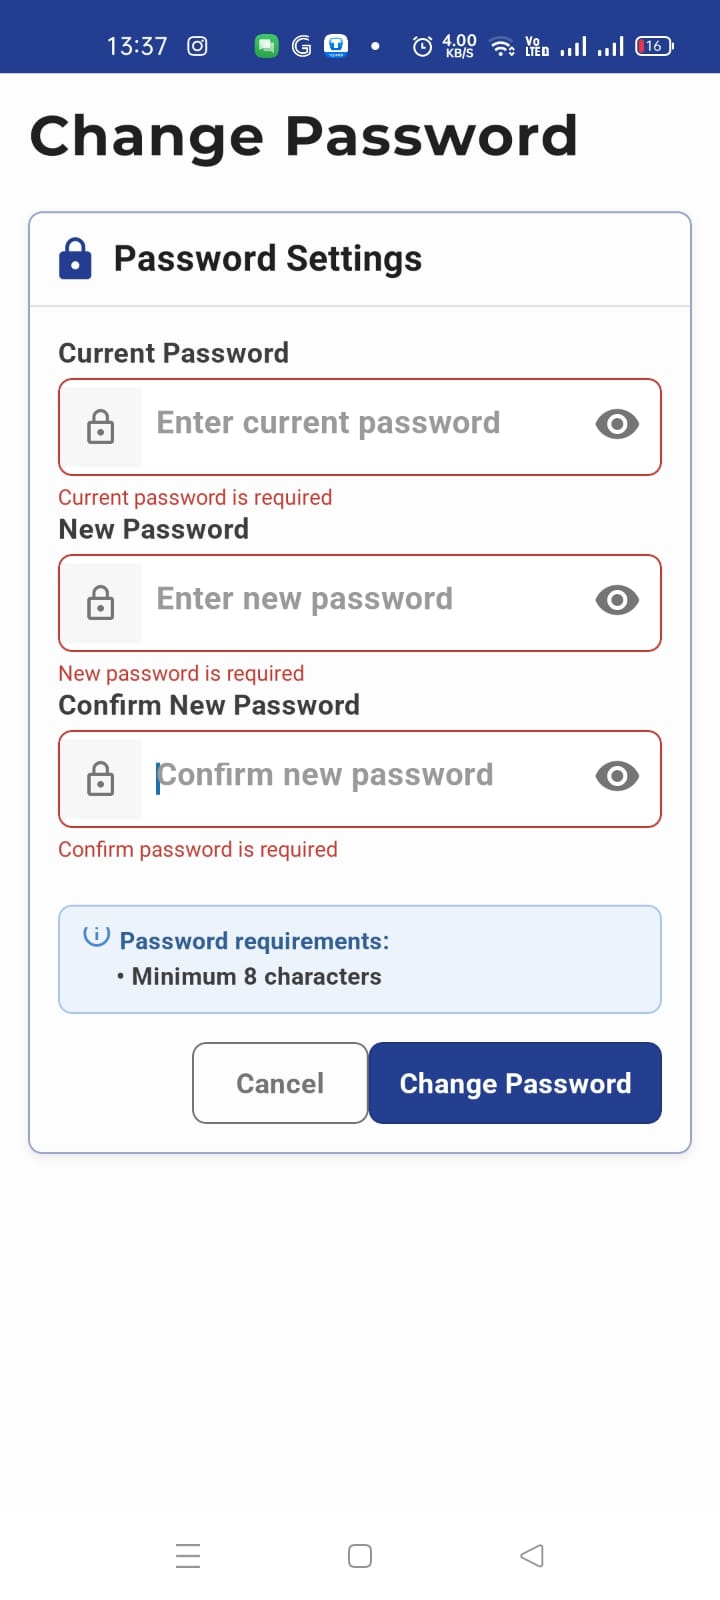 13:37 4.00 KB/S Vo LTE 16
Change Password
Password Settings
Current Password
Enter current password
Current password is required
New Password
Enter new password
New password is required
Confirm New Password
Confirm new password
Confirm password is required
Password requirements:
• Minimum 8 characters
Cancel Change Password